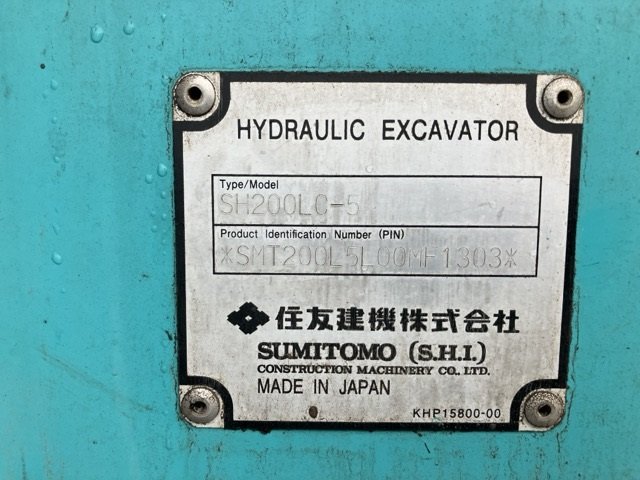 HYDRAULIC EXCAVATOR
Type/Model
SH200LC-5
Product Identification Number (PIN)
*SMT200L5L00MF1303*
住友建機株式会社
SUMITOMO (S.H.I.)
CONSTRUCTION MACHINERY CO., LTD.
MADE IN JAPAN
KHP15800-00